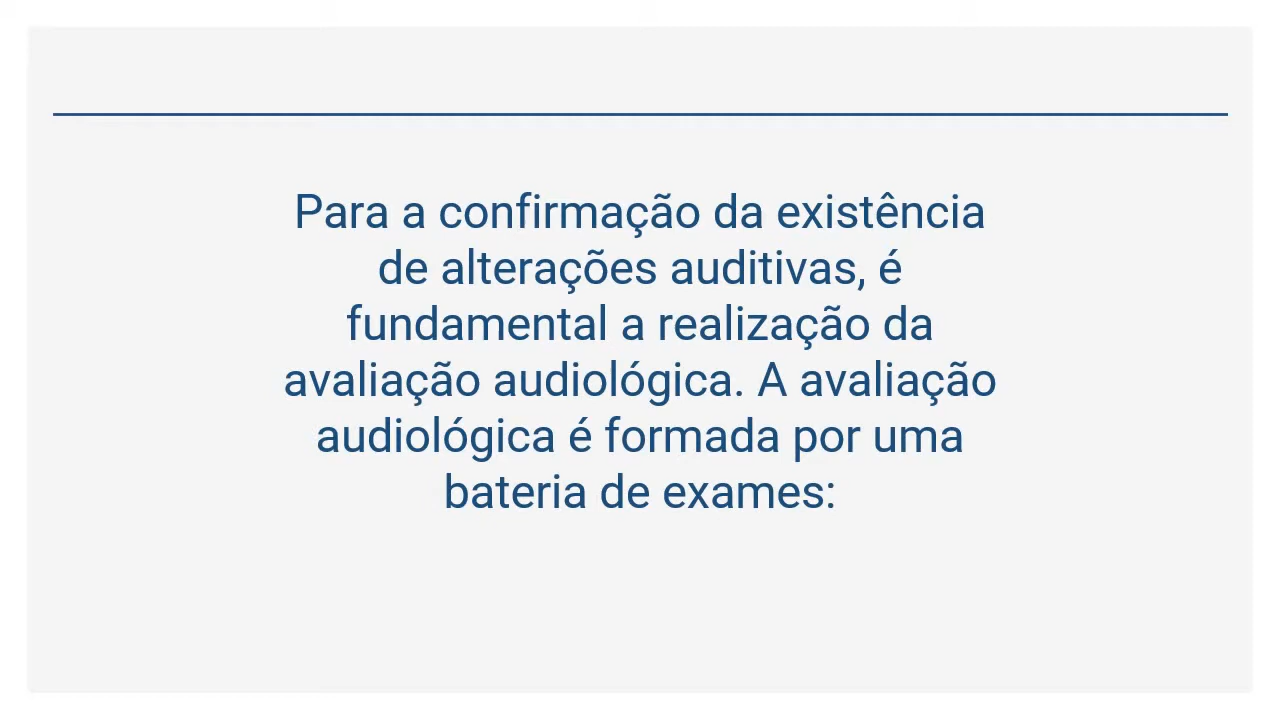 Para a confirmação da existência
de alterações auditivas, é
fundamental a realização da
avaliação audiológica. A avaliação
audiológica é formada por uma
bateria de exames: